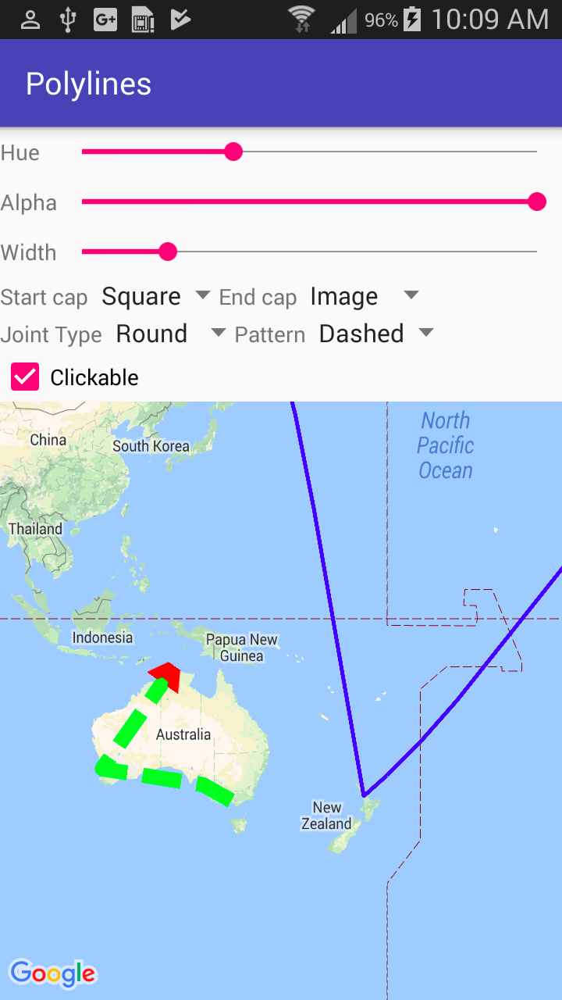 96% 10:09 AM
Polylines
Hue
Alpha
Width
Start cap Square End cap Image
Joint Type Round Pattern Dashed
Clickable
North
Pacific
Ocean
China
South Korea
Thailand
Indonesia
Papua New
Guinea
Australia
New
Zealand
Google